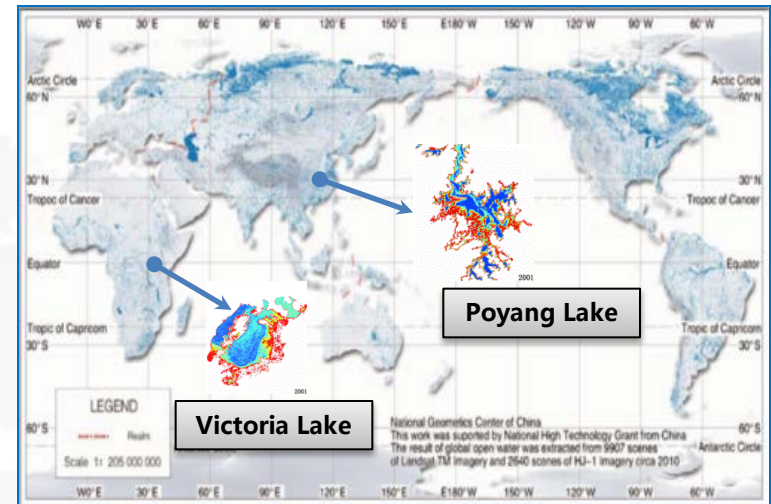 W0°E 30°E 60°E 90°E 120°E 150°E E180°W 150°W 120°W 90°W 60°W
Arctic Circle Arctic Circle
60°N 60°N
30°N 30°N
Tropoc of Cancer Tropoc of Cancer
2001
Equator Equator
Poyang Lake
Tropic of Capricorn Tropic of Capricorn
30°S 30°S
2001
LEGEND
Realm
Scale 1: 205 000 000
Victoria Lake
60°S 60°S
National Geometics Center of China
This work was suported by National High Technology Grant from China
The result of global open water was extracted from 9907 scenes
of Landsat TM Imagery and 2640 scenes of HJ-1 imagery circa 2010
Antarctic Circle
W0°E 30°E 60°E 90°E 120°E 150°E E180°W 150°W 120°W 90°W 60°W